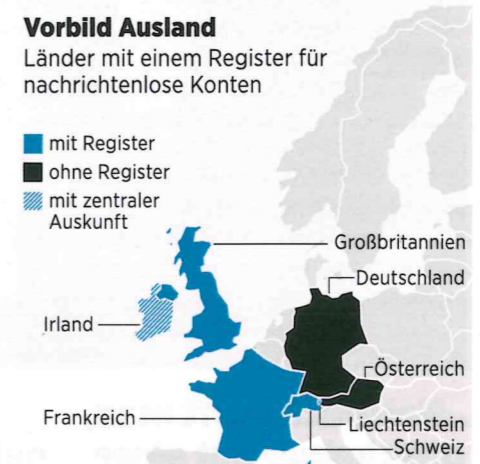 Vorbild Ausland
Länder mit einem Register für
nachrichtenlose Konten
mit Register
ohne Register
mit zentraler
Auskunft
Großbritannien
Deutschland
Irland
Österreich
Frankreich
Liechtenstein
Schweiz